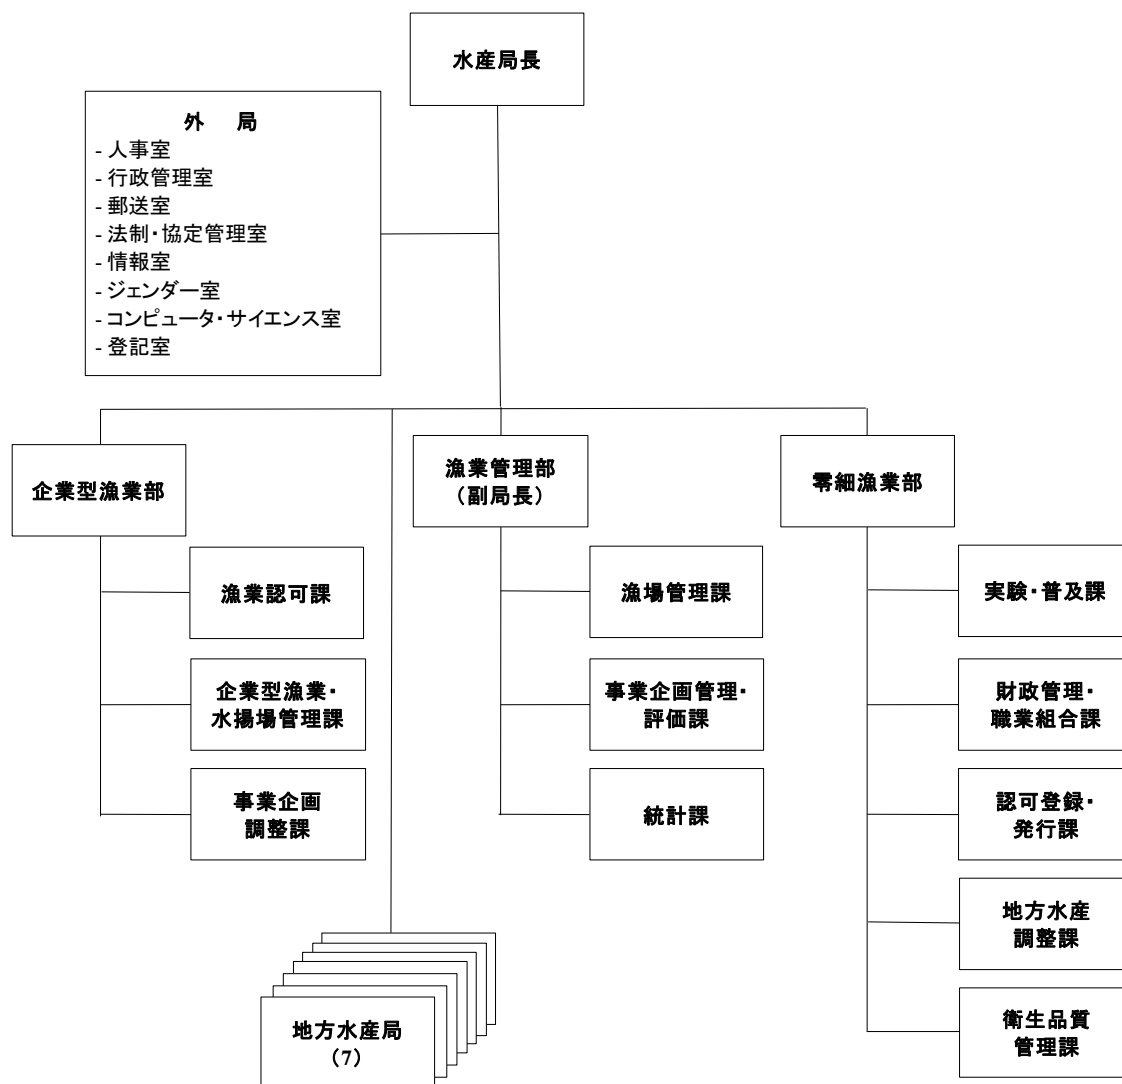 水産局長
外 局
- 人事室
- 行政管理室
- 郵送室
- 法制・協定管理室
- 情報室
- ジェンダー室
- コンピュータ・サイエンス室
- 登記室
企業型漁業部
漁業管理部
（副局長）
零細漁業部
漁業認可課
企業型漁業・
水揚場管理課
事業企画
調整課
漁場管理課
事業企画管理・
評価課
統計課
実験・普及課
財政管理・
職業組合課
認可登録・
発行課
地方水産
調整課
衛生品質
管理課
地方水産局
（7）